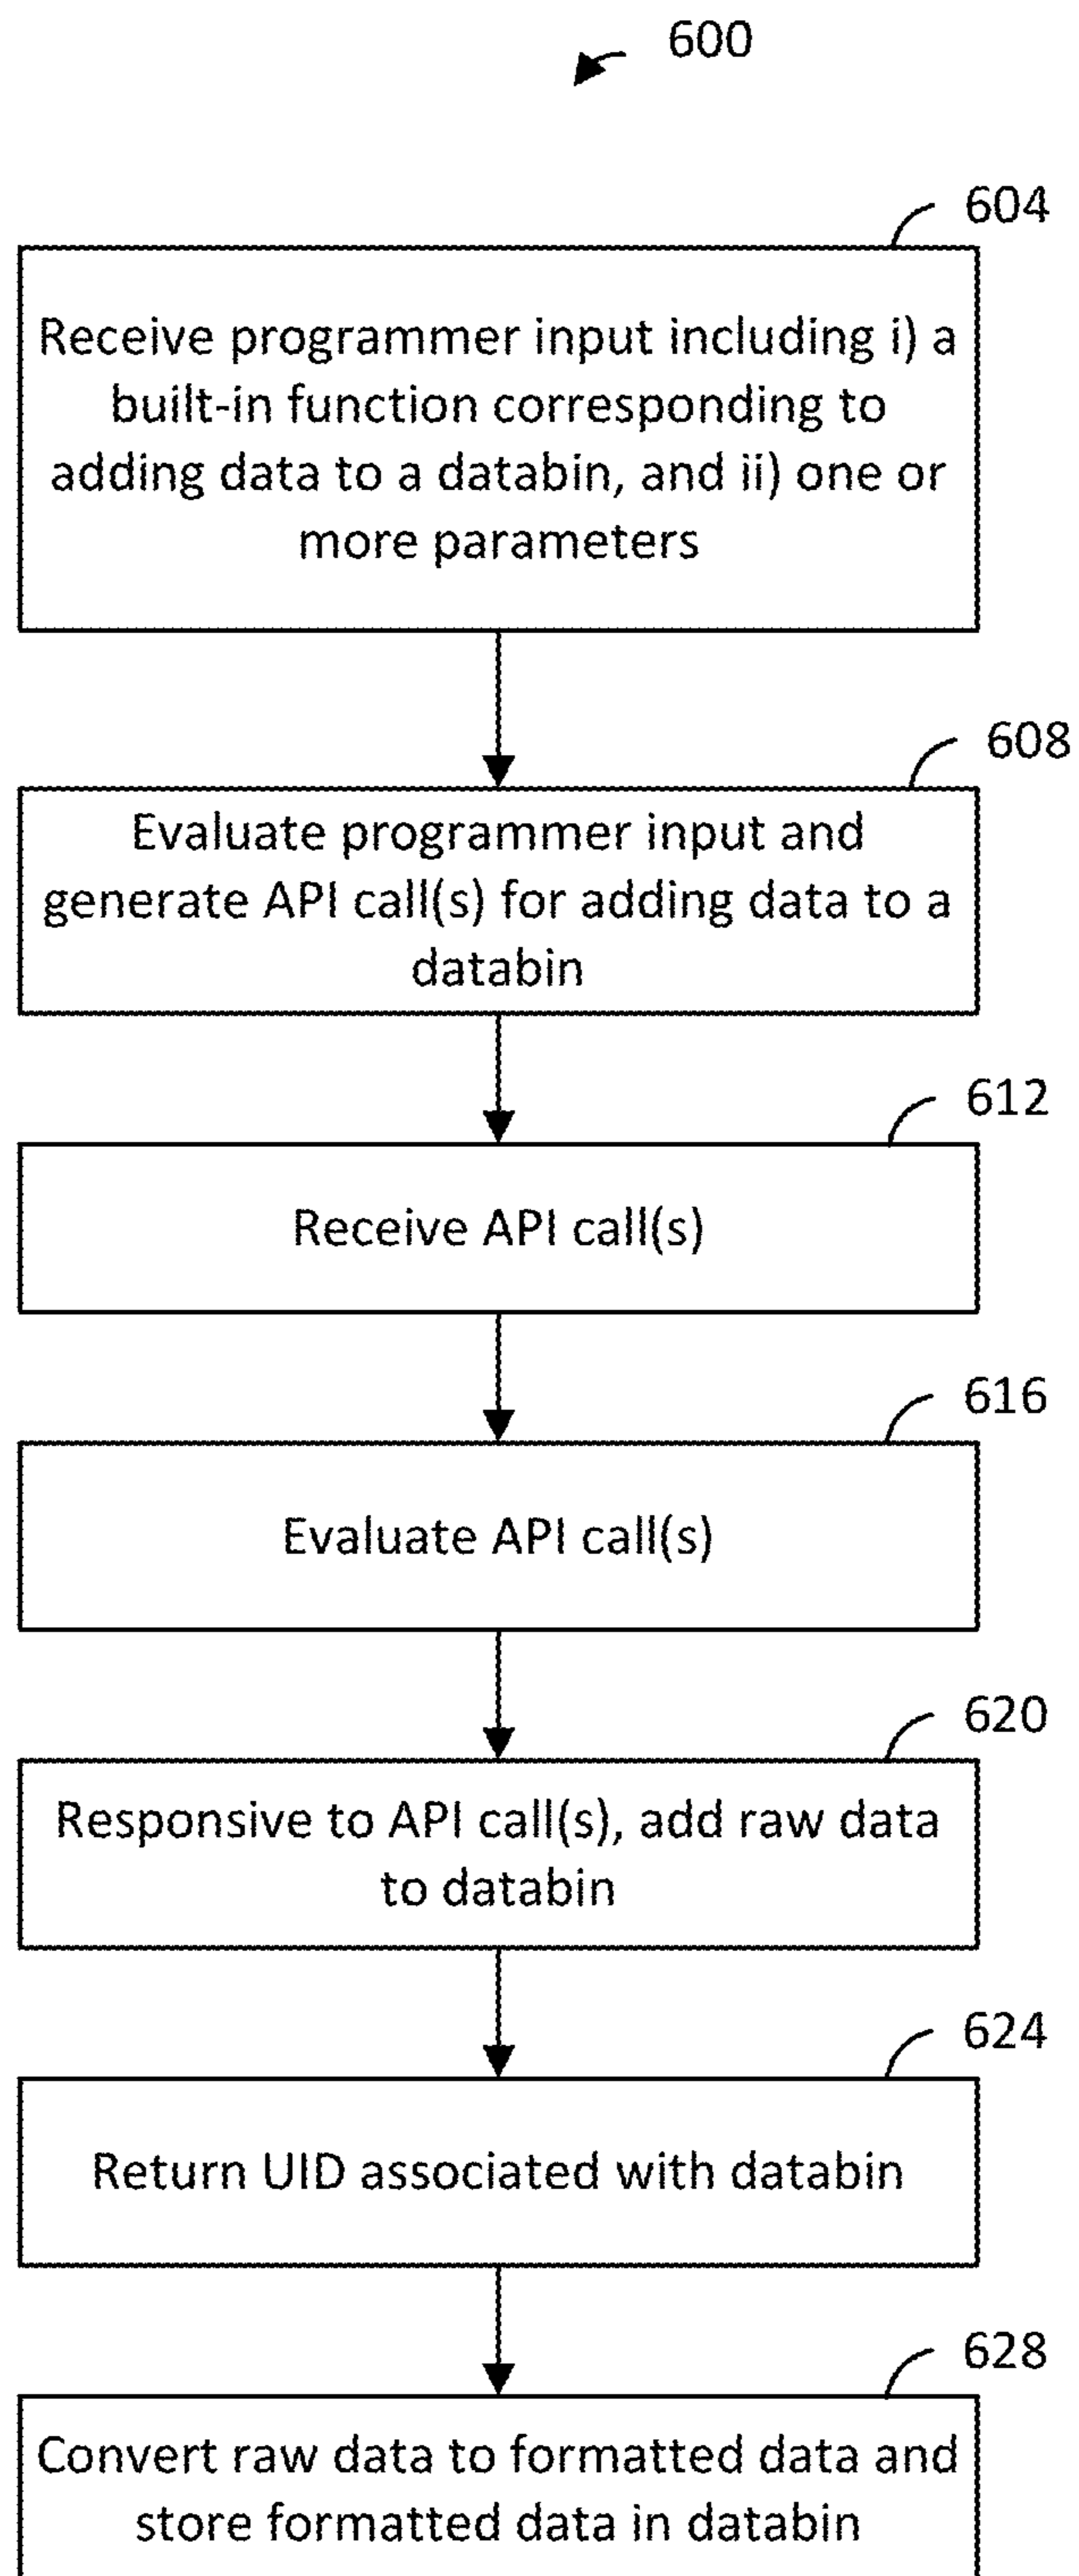 600
604
Receive programmer input including i) a
built-in function corresponding to
adding data to a databin, and ii) one or
more parameters
608
Evaluate programmer input and
generate API call(s) for adding data to a
databin
612
Receive API call(s)
616
Evaluate API call(s)
620
Responsive to API call(s), add raw data
to databin
624
Return UID associated with databin
628
Convert raw data to formatted data and
store formatted data in databin